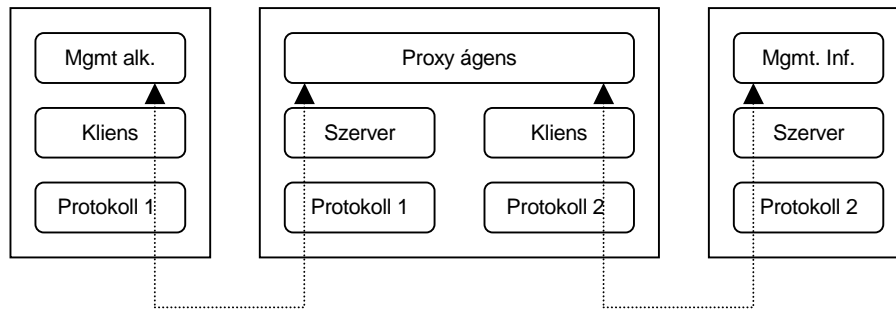 Mgmt alk.
Proxy ágens
Mgmt. Inf.
Kliens
Szerver
Kliens
Szerver
Protokoll 1
Protokoll 1
Protokoll 2
Protokoll 2